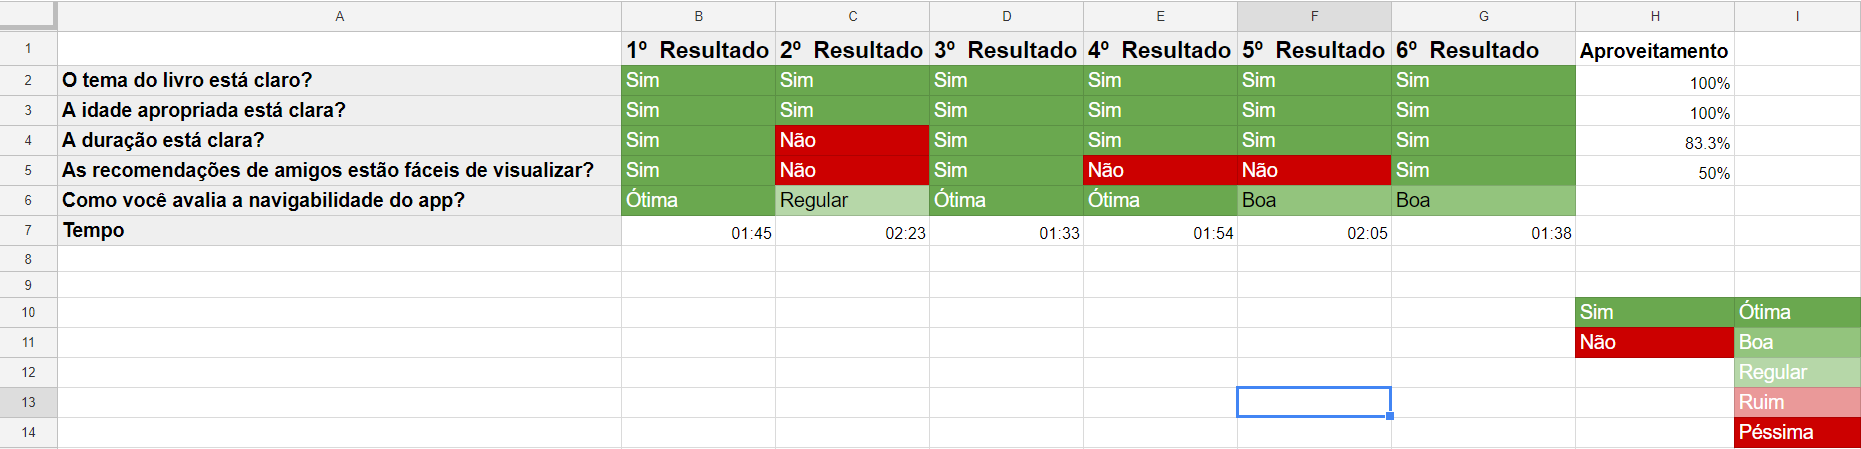 A B C D E F G H I
1 1º Resultado 2º Resultado 3º Resultado 4º Resultado 5º Resultado 6º Resultado Aproveitamento
2 O tema do livro está claro? Sim Sim Sim Sim Sim Sim 100%
3 A idade apropriada está clara? Sim Sim Sim Sim Sim Sim 100%
4 A duração está clara? Sim Não Sim Sim Sim Sim 83.3%
5 As recomendações de amigos estão fáceis de visualizar? Sim Não Sim Não Não Sim 50%
6 Como você avalia a navigabilidade do app? Ótima Regular Ótima Ótima Boa Boa
7 Tempo 01:45 02:23 01:33 01:54 02:05 01:38
8
9
10 Sim Ótima
11 Não Boa
12 Regular
13 Ruim
14 Péssima